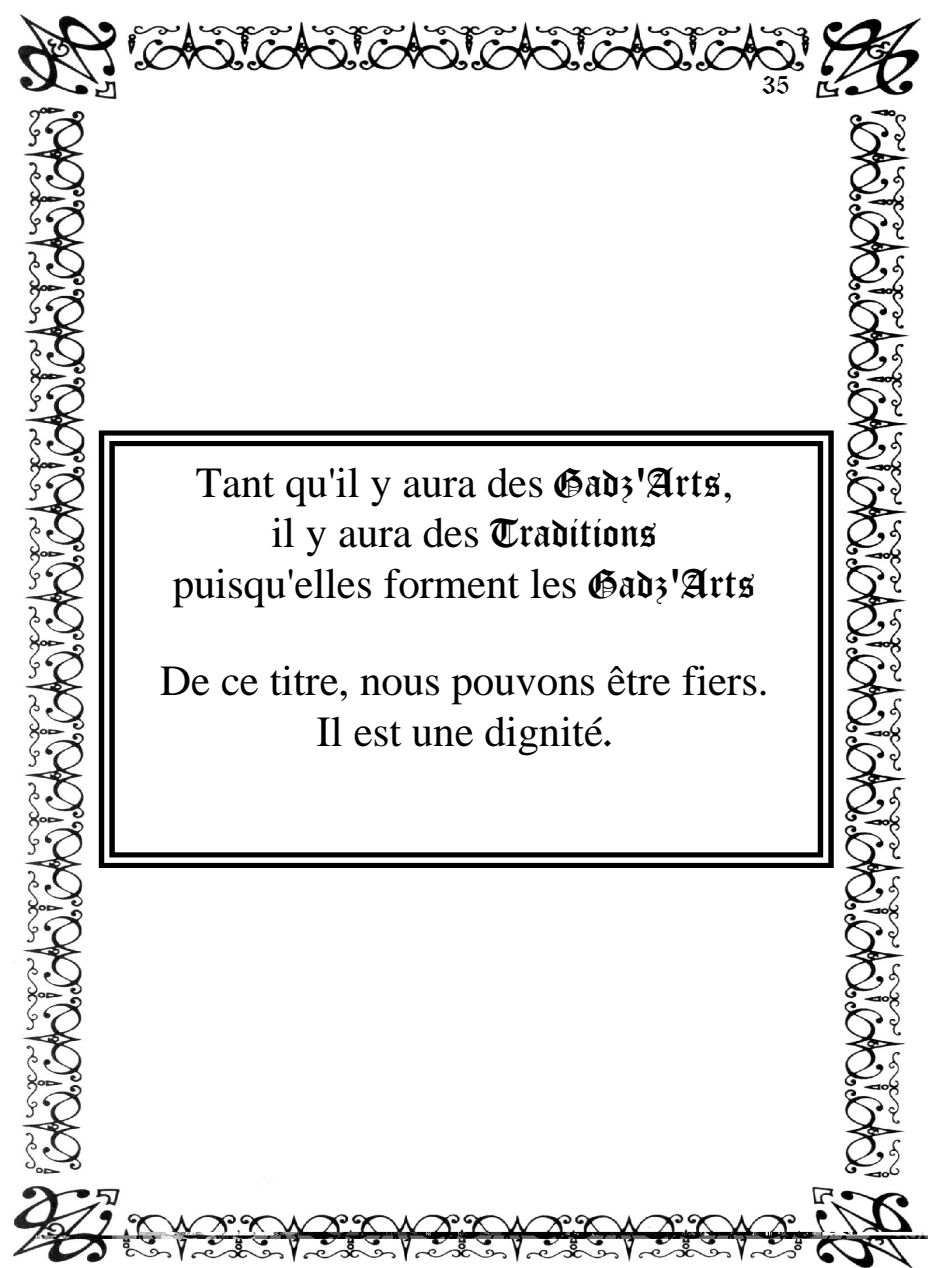 35
Tant qu'il y aura des Gadz'Arts,
il y aura des Traditions
puisqu'elles forment les Gadz'Arts
De ce titre, nous pouvons être fiers.
Il est une dignité.